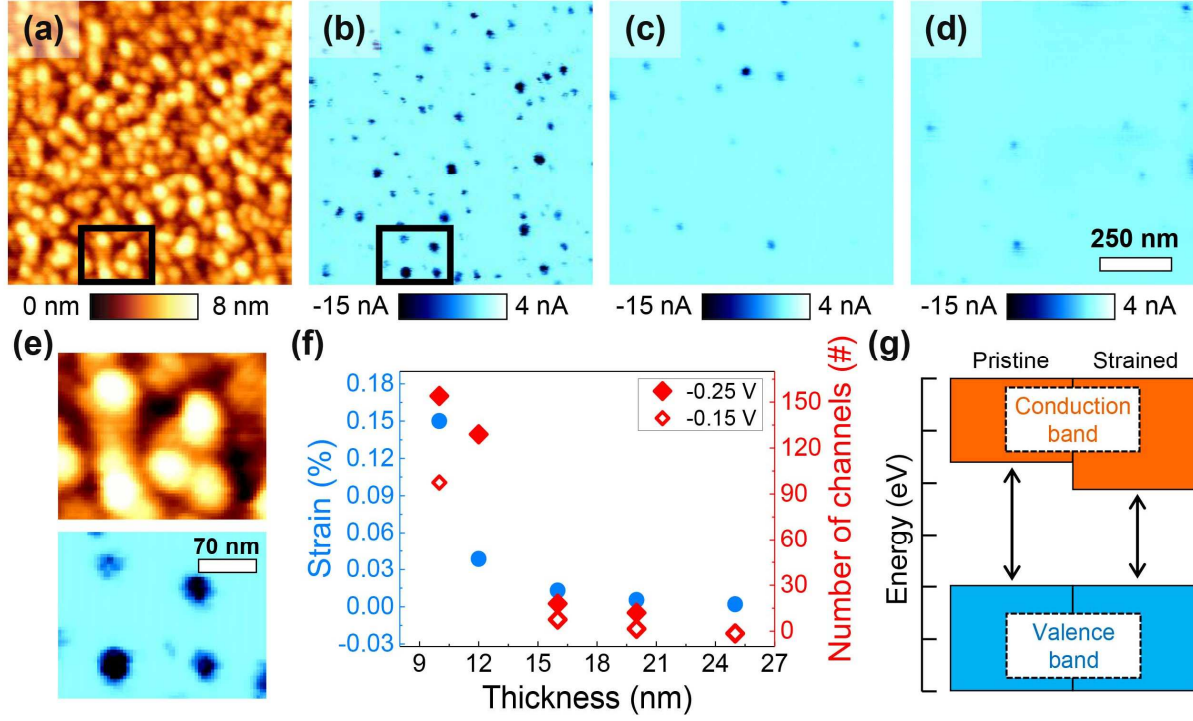 (a)
(b)
(c)
(d)
250 nm
0 nm 8 nm
-15 nA 4 nA
-15 nA 4 nA
-15 nA 4 nA
(e)
70 nm
(f)
Strain (%)
0.18
0.15
0.12
0.09
0.06
0.03
0.00
-0.03
-0.25 V
-0.15 V
9 12 15 18 21 24 27
Thickness (nm)
150
120
90
60
30
0
Number of channels (#)
(g)
Pristine Strained
Conduction
band
Energy (eV)
Valence
band